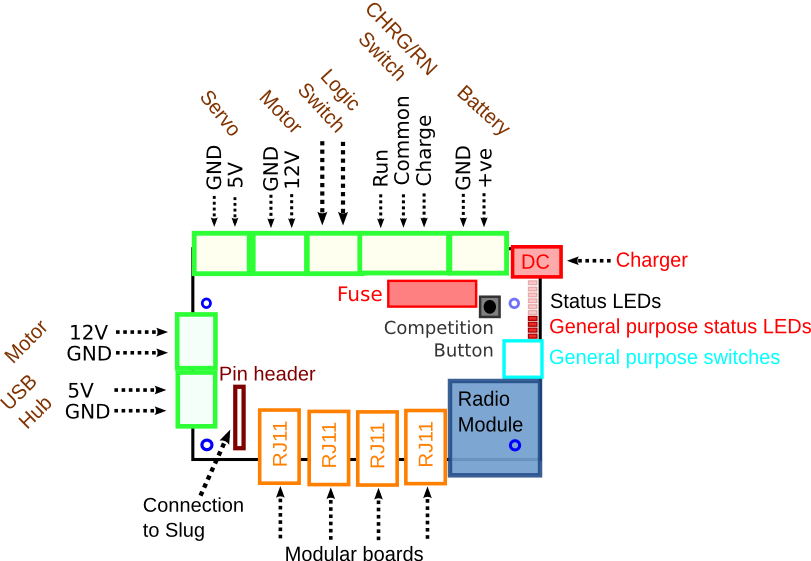 CHRG/RN
Switch
Logic
Switch
Servo
Motor
Battery
GND
5V
GND
12V
Run
Common
Charge
GND
+ve
DC
Charger
Fuse
Competition
Button
Status LEDs
General purpose status LEDs
General purpose switches
Motor
12V
GND
USB
Hub
5V
GND
Pin header
Radio
Module
RJ11
RJ11
RJ11
RJ11
Connection
to Slug
Modular boards